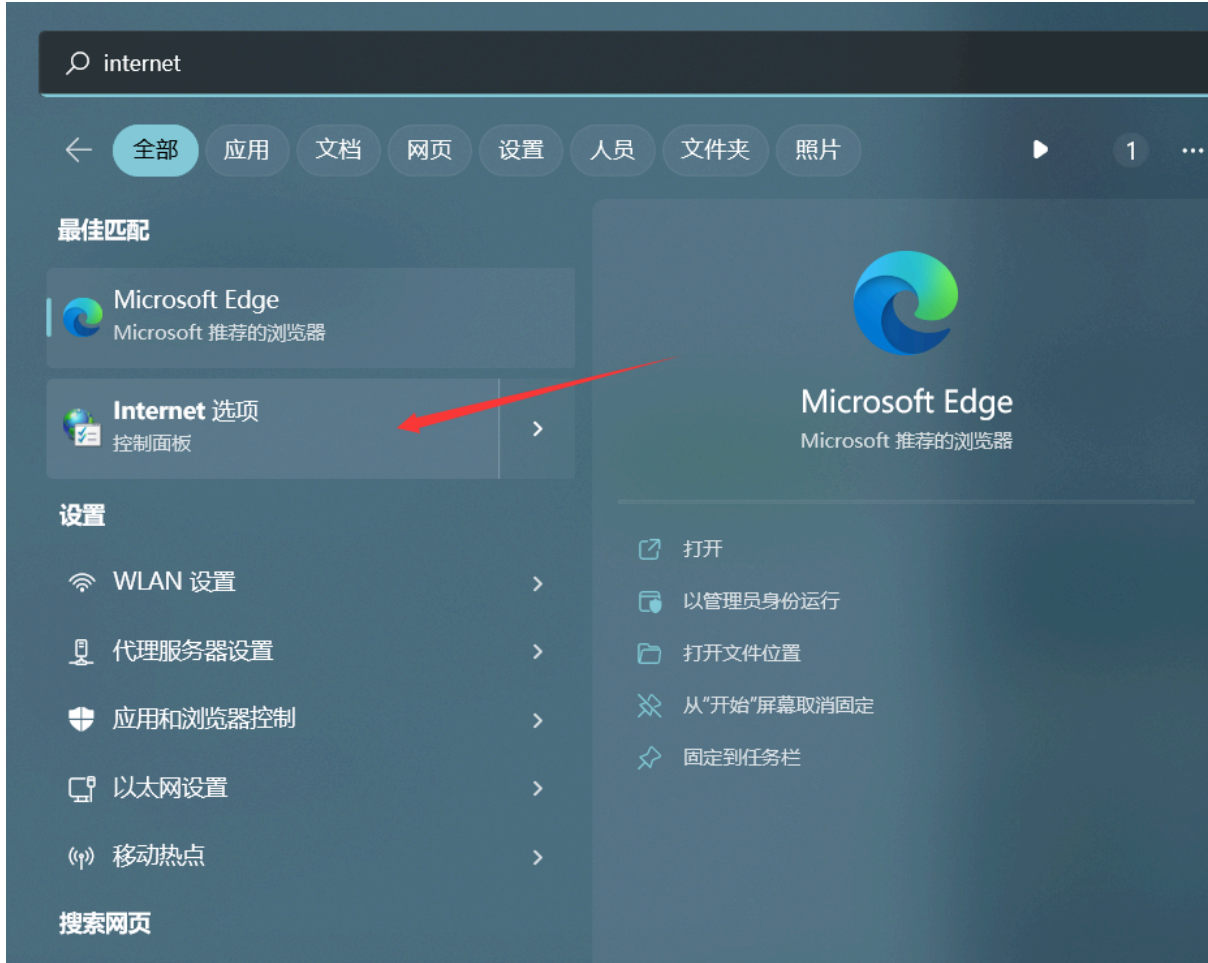 internet
全部 应用 文档 网页 设置 人员 文件夹 照片 1 ...
最佳匹配
Microsoft Edge
Microsoft 推荐的浏览器
Internet 选项
控制面板
设置
WLAN 设置
代理服务器设置
应用和浏览器控制
以太网设置
移动热点
搜索网页
Microsoft Edge
Microsoft 推荐的浏览器
打开
以管理员身份运行
打开文件位置
从"开始"屏幕取消固定
固定到任务栏